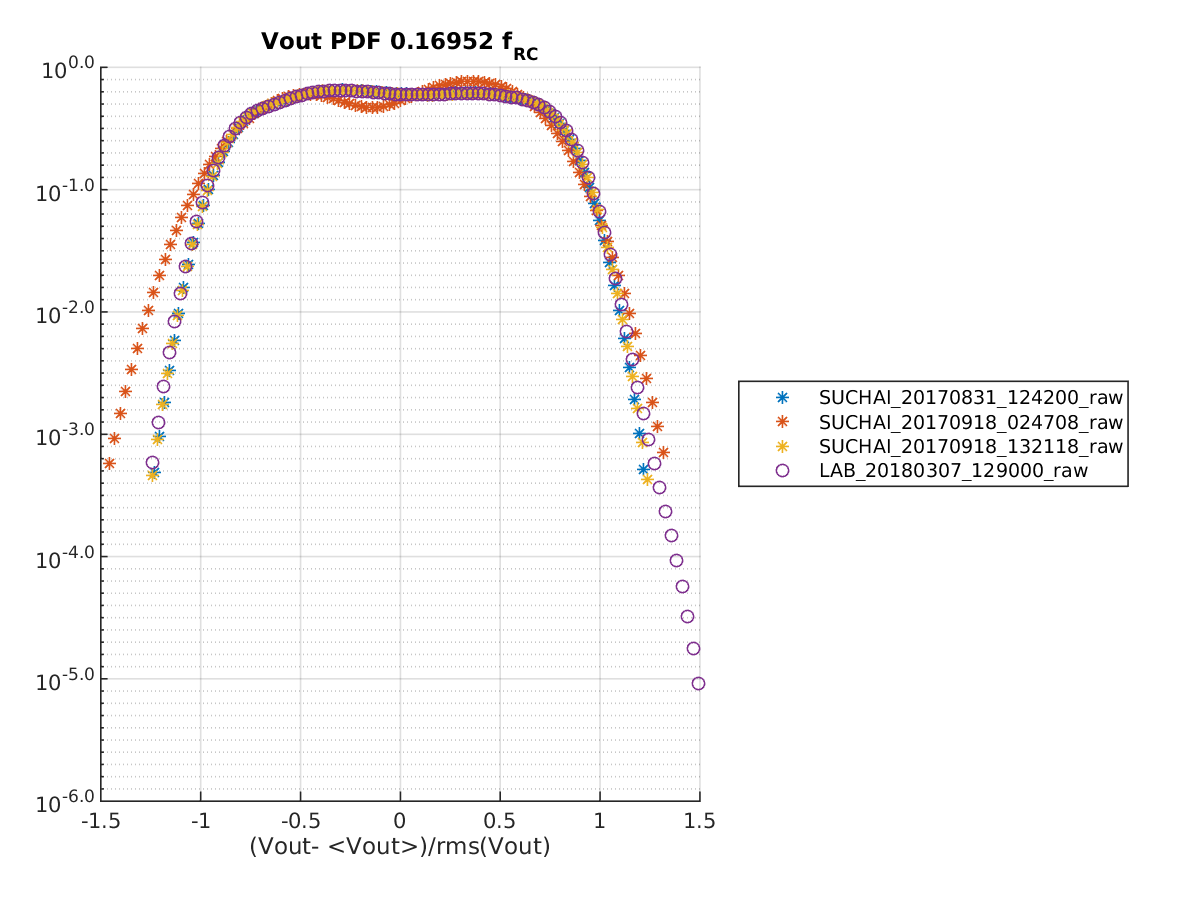 Vout PDF 0.16952 f_RC
10^0.0
10^-1.0
10^-2.0
10^-3.0
10^-4.0
10^-5.0
10^-6.0
-1.5 -1 -0.5 0 0.5 1 1.5
(Vout- <Vout>)/rms(Vout)
SUCHAI_20170831_124200_raw
SUCHAI_20170918_024708_raw
SUCHAI_20170918_132118_raw
LAB_20180307_129000_raw